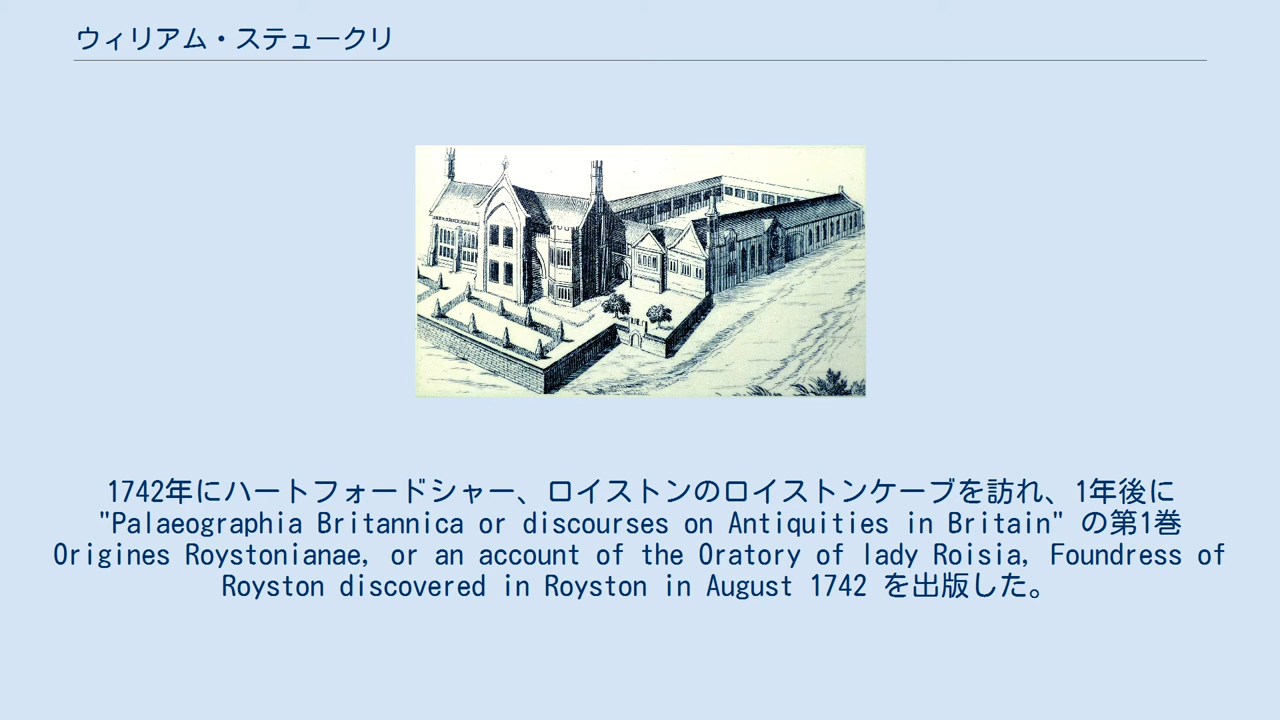 ウィリアム・ステュークリ
1742年にハートフォードシャー、ロイストンのロイストンケーブを訪れ、1年後に
"Palaeographia Britannica or discourses on Antiquities in Britain" の第1巻
Origines Roystonianae, or an account of the Oratory of lady Roisia, Foundress of
Royston discovered in Royston in August 1742 を出版した。